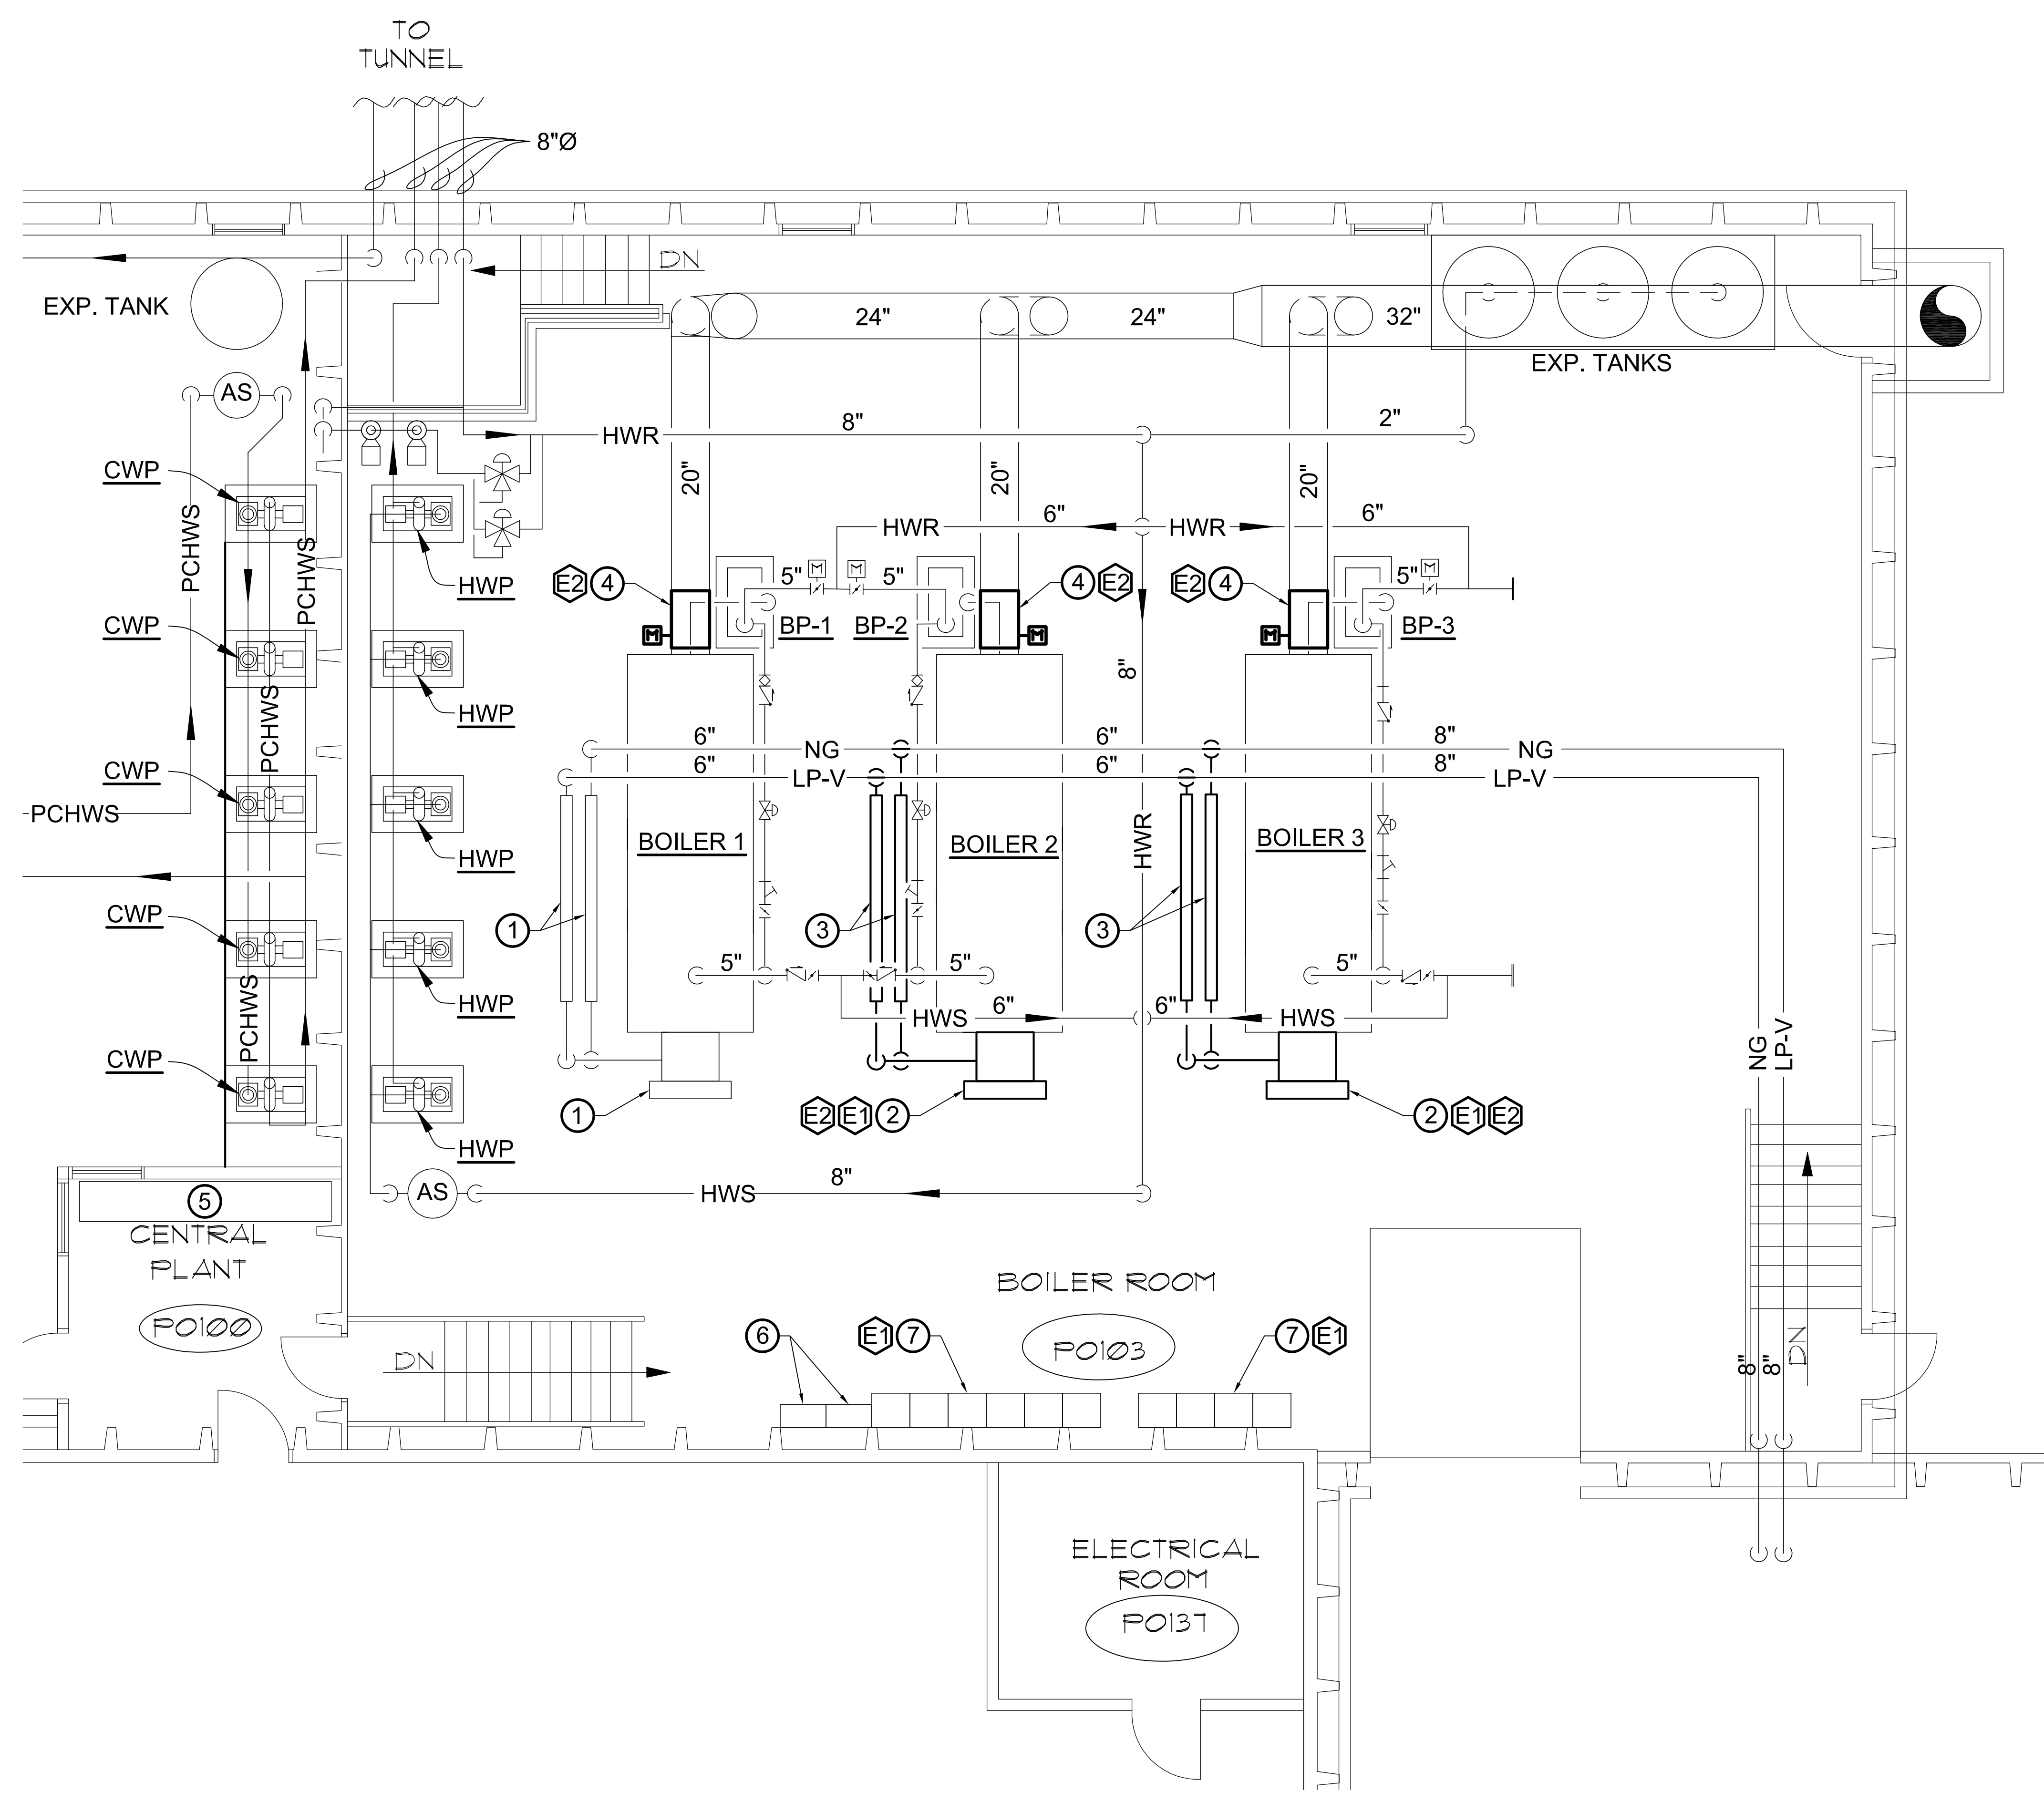 TO
TUNNEL
8"Ø
DN
EXP. TANK
24"
24"
32"
EXP. TANKS
AS
HWR
8"
2"
CWP
20"
20"
20"
PCHWS
PCHWS
HWR
6"
HWR
6"
HWP
E2
4
5"
M
M
5"
4
E2
E2
4
5"
M
CWP
M
BP-1
BP-2
M
M
BP-3
8"
HWP
PCHWS
6"
NG
6"
8"
NG
6"
LP-V
6"
8"
LP-V
CWP
PCHWS
HWR
BOILER 1
BOILER 2
BOILER 3
HWP
CWP
1
3
3
5"
5"
5"
PCHWS
HWP
6"
6"
HWS
HWS
NG
LP-V
CWP
1
E2
E1
2
2
E1
E2
HWP
AS
HWS
8"
5
CENTRAL
PLANT
P0100
BOILER ROOM
P0103
DN
6
E1
7
7
E1
8"
8"
DN
ELECTRICAL
ROOM
P0137